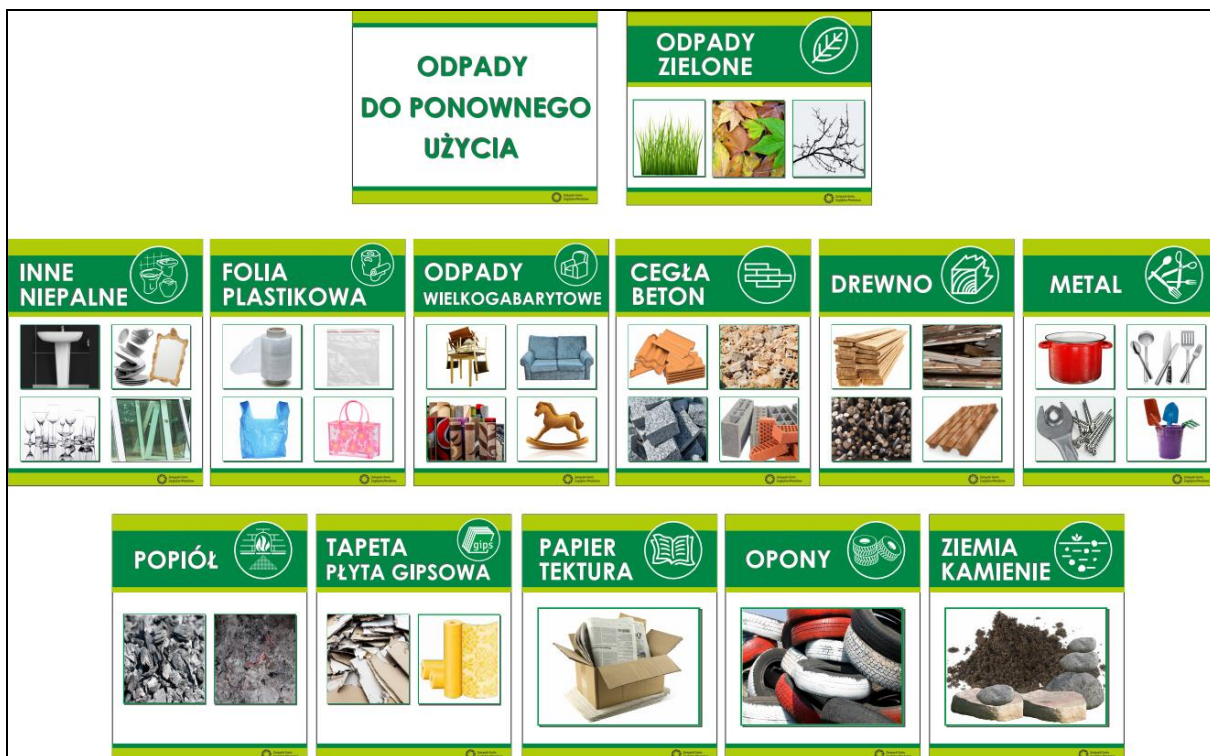 ODPADY
DO PONOWNEGO
UŻYCIA
ODPADY
ZIELONE
INNE
NIEPALNE
FOLIA
PLASTIKOWA
ODPADY
WIELKOGABARYTOWE
CEGŁA
BETON
DREWNO
METAL
POPIÓŁ
TAPETA
PŁYTA GIPSOWA
gips
PAPIER
TEKTURA
OPONY
ZIEMIA
KAMIENIE